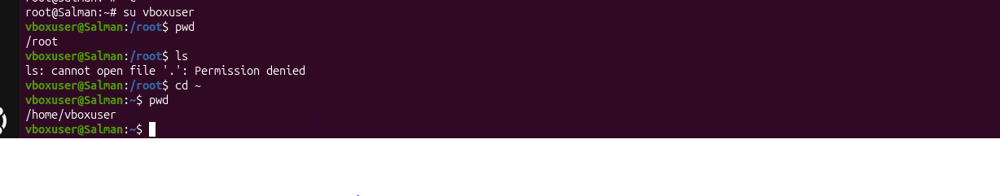 root@Salman:~# su vboxuser
vboxuser@Salman:/root$ pwd
/root
vboxuser@Salman:/root$ ls
ls: cannot open file '.': Permission denied
vboxuser@Salman:/root$ cd ~
vboxuser@Salman:~$ pwd
/home/vboxuser
vboxuser@Salman:~$